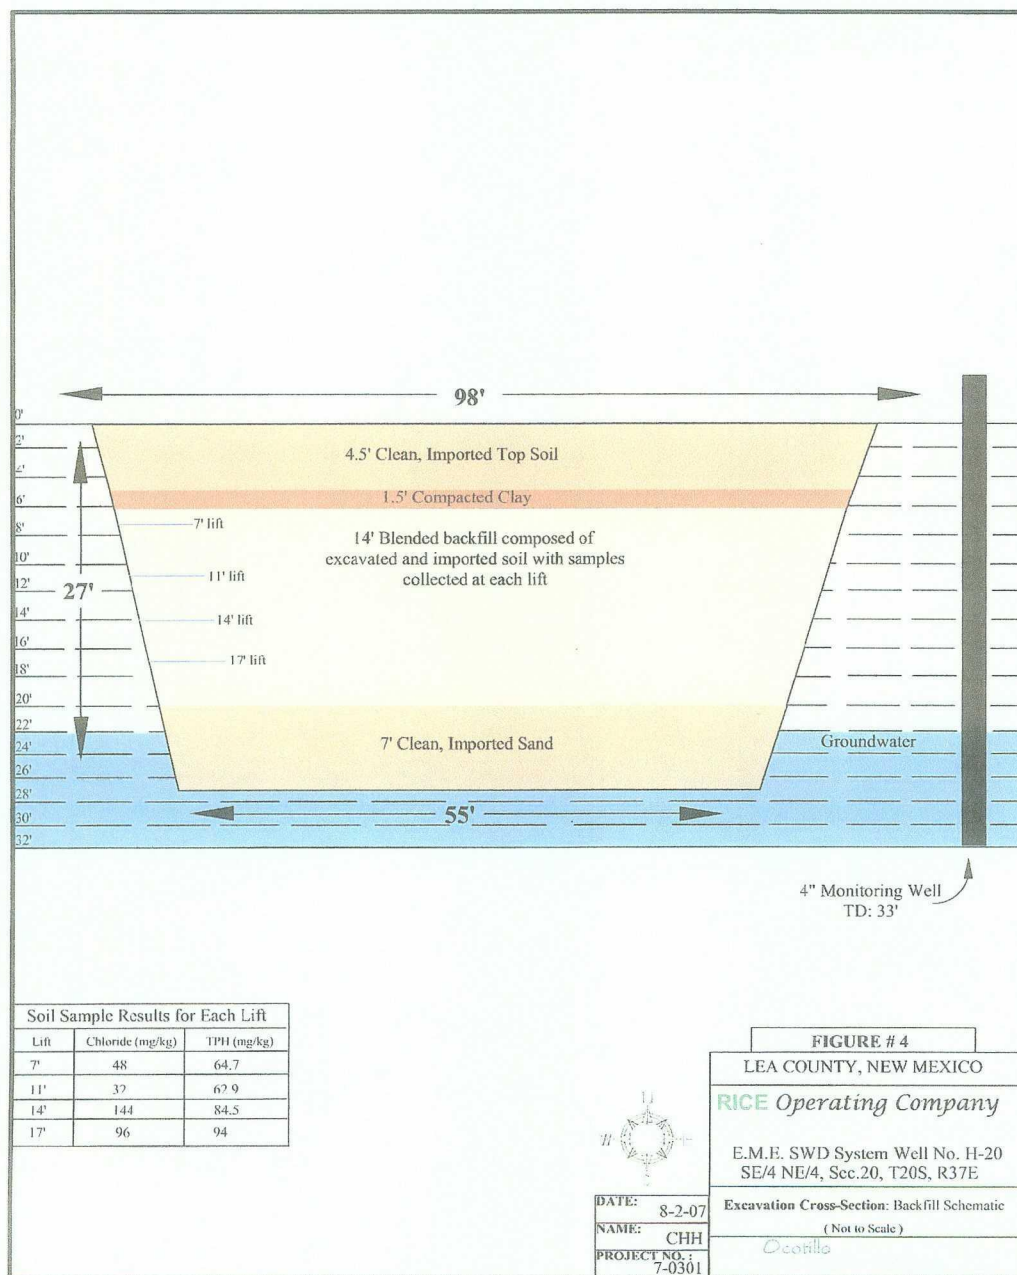 98'
0'
2'
4'
6'
8'
10'
12'
14'
16'
18'
20'
22'
24'
26'
28'
30'
32'
27'
4.5' Clean, Imported Top Soil
1.5' Compacted Clay
7' lift
14' Blended backfill composed of
excavated and imported soil with samples
collected at each lift
11' lift
14' lift
17' lift
7' Clean, Imported Sand
Groundwater
55'
4" Monitoring Well
TD: 33'
Soil Sample Results for Each Lift
Lift Chloride (mg/kg) TPH (mg/kg)
7' 48 64.7
11' 32 62.9
14' 144 84.5
17' 96 94
FIGURE # 4
LEA COUNTY, NEW MEXICO
RICE Operating Company
E.M.E. SWD System Well No. H-20
SE/4 NE/4, Sec.20, T20S, R37E
Excavation Cross-Section: Backfill Schematic
( Not to Scale )
Ocotillo
W
E
DATE: 8-2-07
NAME: CHH
PROJECT NO. : 7-0301